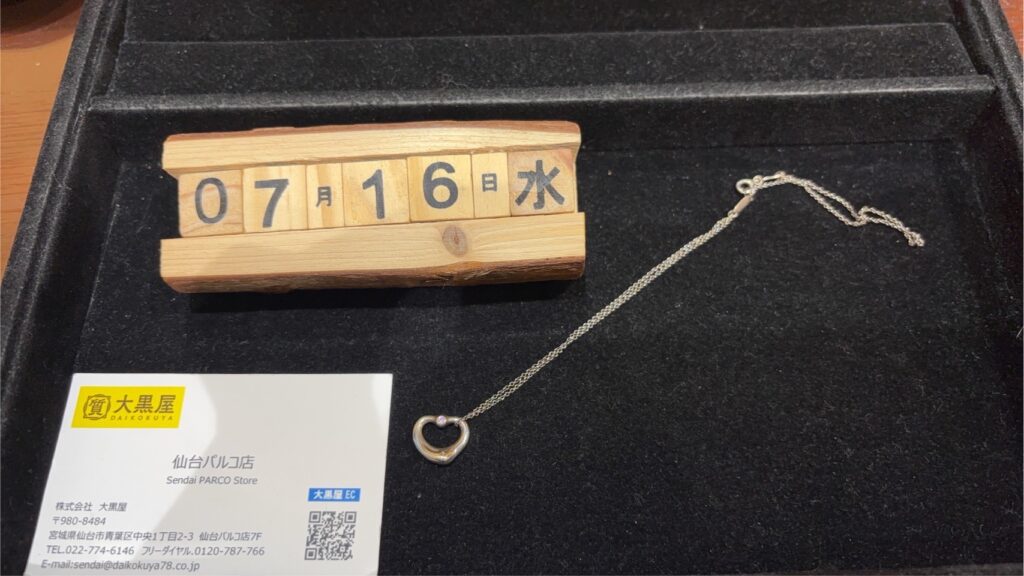 07月16日水
質 大黒屋
DAIKOKUYA
仙台パルコ店
Sendai PARCO Store
株式会社 大黒屋
〒980-8484
宮城県仙台市青葉区中央1丁目2-3 仙台パルコ店7F
TEL.022-774-6146 フリーダイヤル.0120-787-766
E-mail:sendai@daikokuya78.co.jp
大黒屋 EC